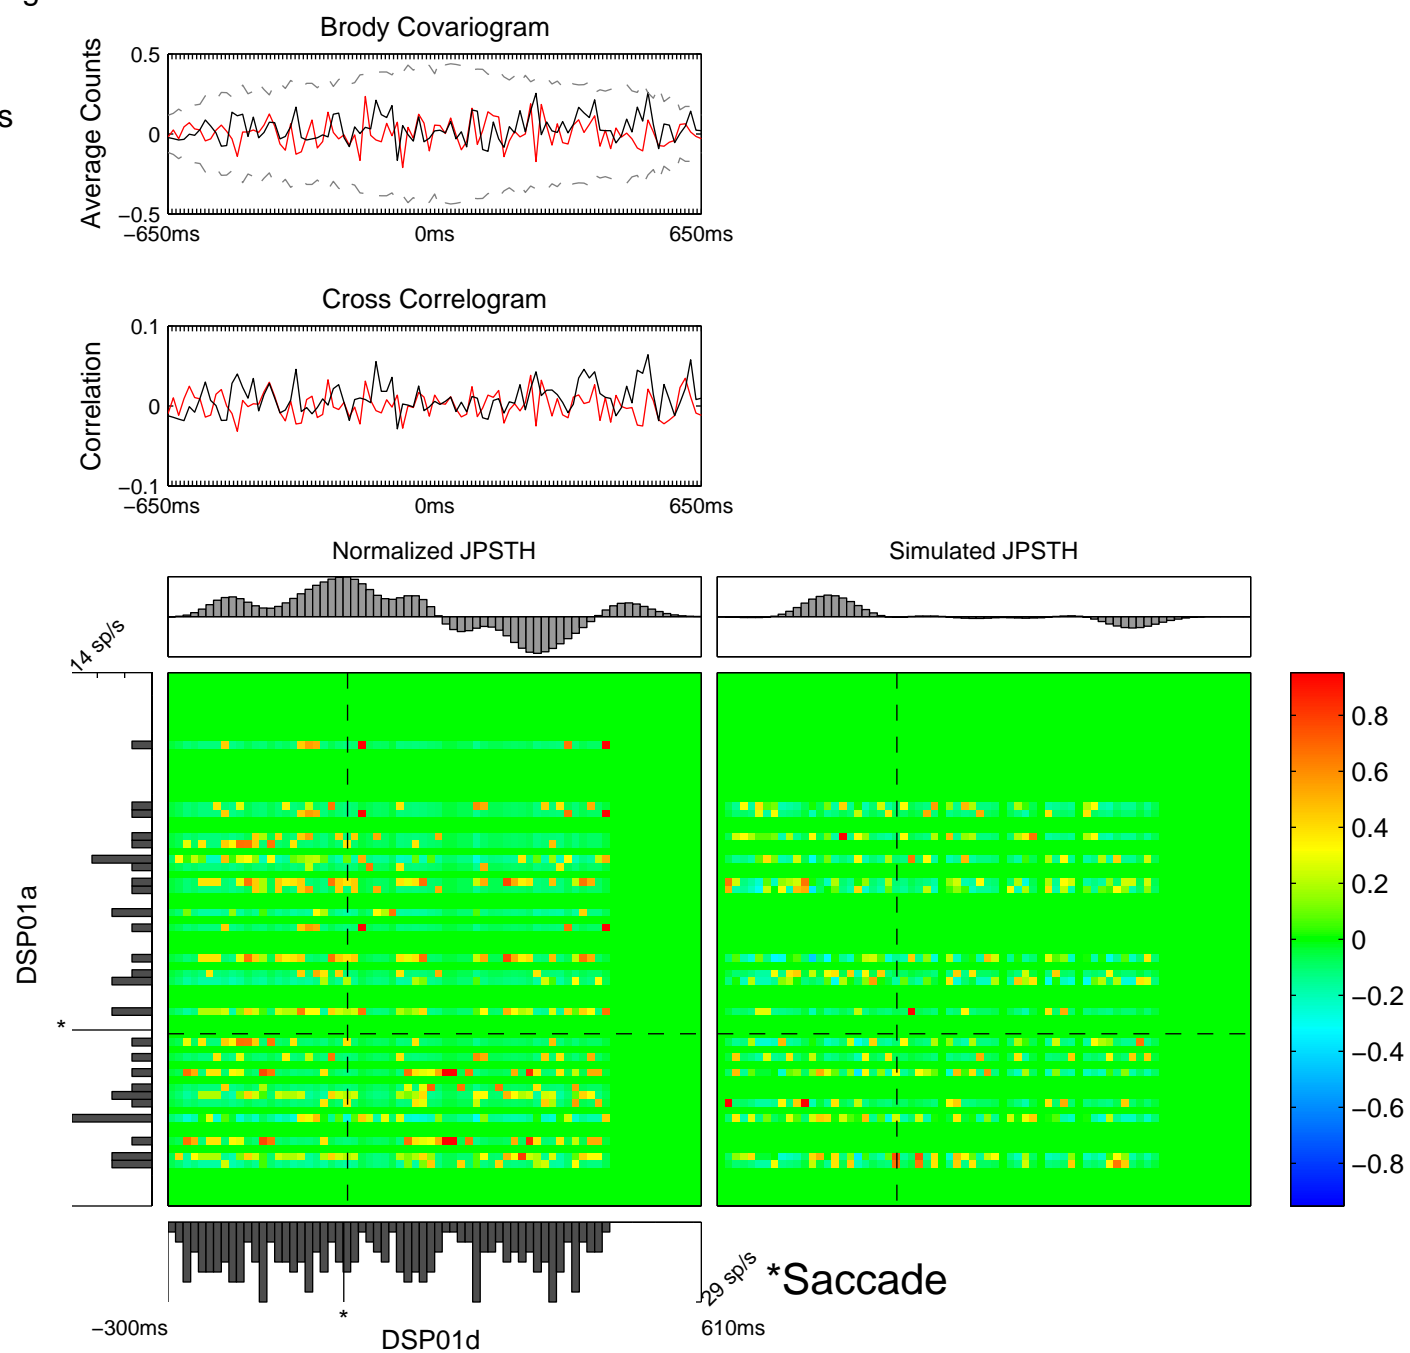 g
Brody Covariogram
s
Average Counts
0.5
0
−0.5
−650ms
0ms
650ms
Cross Correlogram
Correlation
0.1
0
−0.1
−650ms
0ms
650ms
Normalized JPSTH
Simulated JPSTH
14 sp/s
DSP01a
*
0.8
0.6
0.4
0.2
0
−0.2
−0.4
−0.6
−0.8
29 sp/s
*Saccade
*
−300ms
DSP01d
610ms